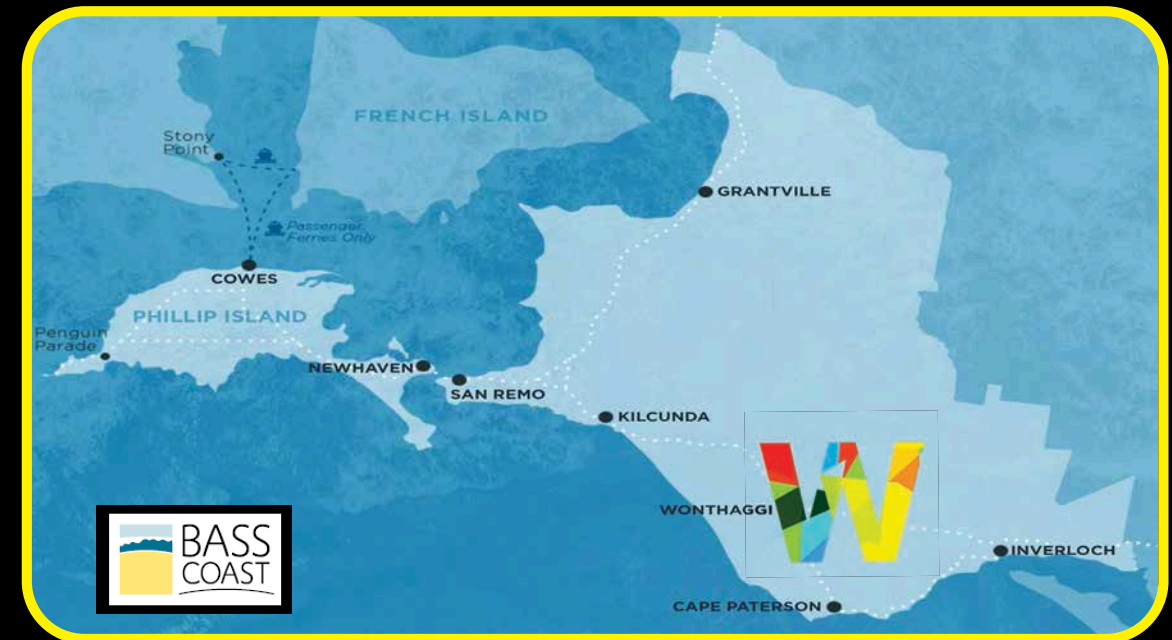 FRENCH ISLAND
Stony
Point
GRANTVILLE
Passenger
Ferries Only
COWES
PHILLIP ISLAND
Penguin
Parade
NEWHAVEN
SAN REMO
KILCUNDA
W
WONTHAGGI
BASS
COAST
INVERLOCH
CAPE PATERSON